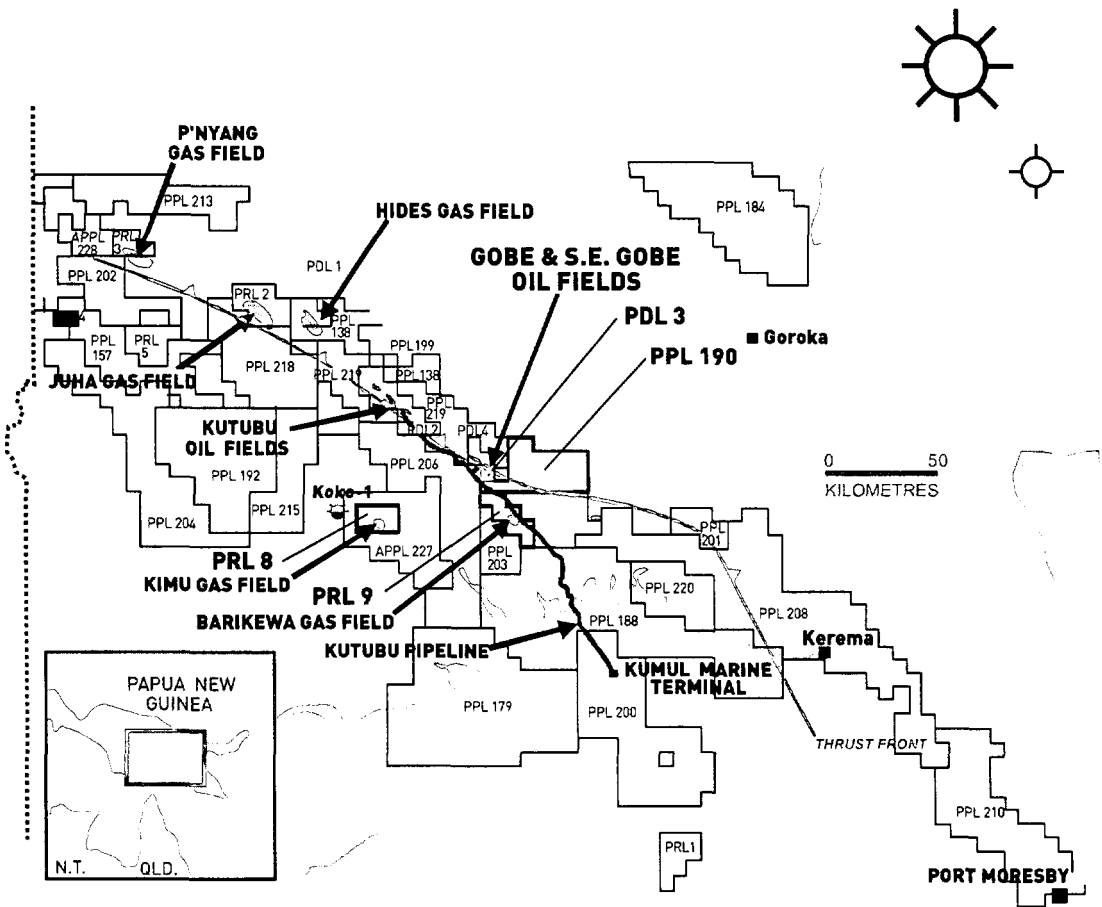 P'NYANG
GAS FIELD
PPL 213
HIDES GAS FIELD
PPL 184
APPL
228
PRL
3
GOBE & S.E. GOBE
OIL FIELDS
PPL 202
PDL 1
PRL 2
PPL
138
PDL 3
Goroka
4
PPL
157
PRL
5
PPL 199
PPL 190
JUHA GAS FIELD
PPL 218
PPL 219
PPL 138
PPL
219
KUTUBU
OIL FIELDS
PDL2
PDL4
0 50
KILOMETRES
PPL 192
PPL 206
Koko-1
PPL 204
PPL 215
PPL
201
PRL 8
APPL 227
PPL
203
KIMU GAS FIELD
PRL 9
PPL 220
PPL 208
BARIKEWA GAS FIELD
PPL 188
Kerema
KUTUBU PIPELINE
KUMUL MARINE
TERMINAL
PAPUA NEW
GUINEA
PPL 179
PPL 200
THRUST FRONT
PPL 210
PRL1
N.T. QLD.
PORT MORESBY